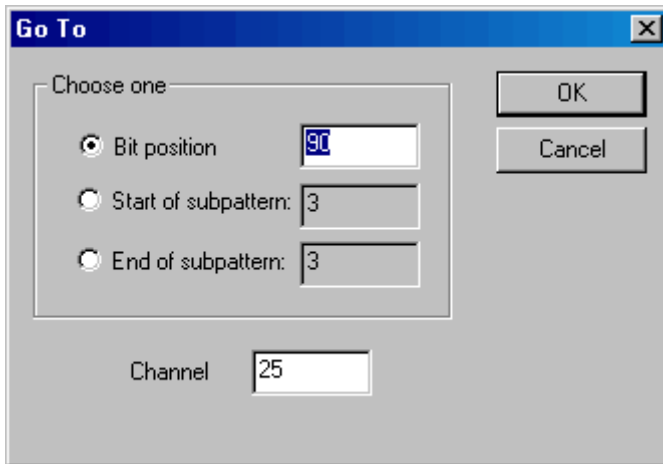 Go To
Choose one
OK
Bit position 90
Cancel
Start of subpattern: 3
End of subpattern: 3
Channel 25